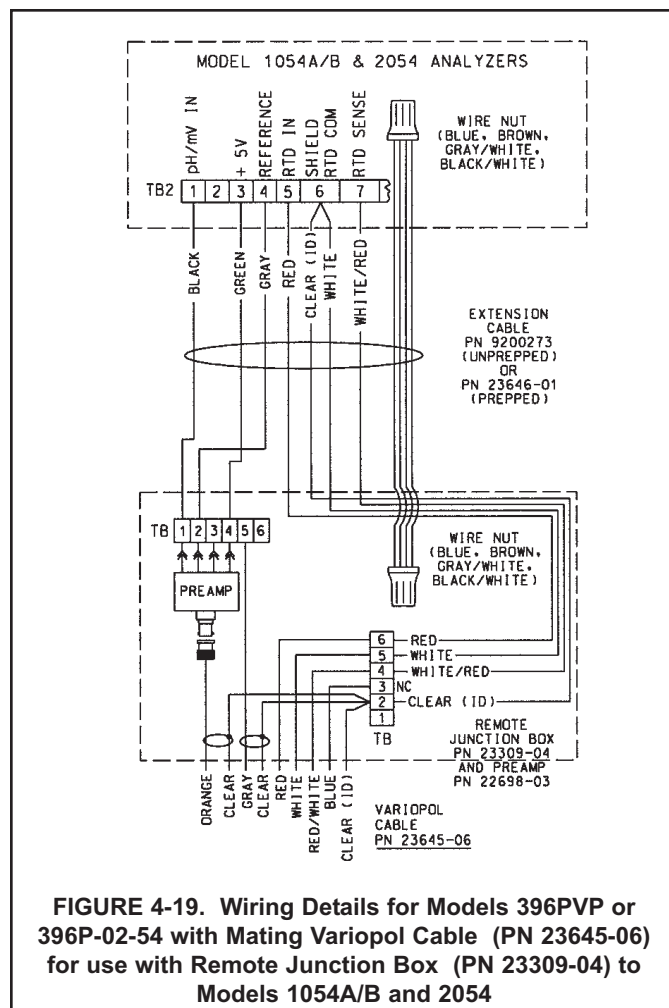 MODEL 1054A/B & 2054 ANALYZERS
pH/mV IN
+ 5V
REFERENCE
RTD IN
SHIELD
RTD COM
RTD SENSE
TB2 1 2 3 4 5 6 7
WIRE NUT
(BLUE, BROWN,
GRAY/WHITE,
BLACK/WHITE)
BLACK
GREEN
GRAY
RED
CLEAR (ID)
WHITE
WHITE/RED
EXTENSION
CABLE
PN 9200273
(UNPREPPED)
OR
PN 23646-01
(PREPPED)
TB 1 2 3 4 5 6
PREAMP
WIRE NUT
(BLUE, BROWN,
GRAY/WHITE,
BLACK/WHITE)
6 RED
5 WHITE
4 WHITE/RED
3 NC
2 CLEAR (ID)
1
TB
REMOTE
JUNCTION BOX
PN 23309-04
AND PREAMP
PN 22698-03
ORANGE
CLEAR
GRAY
CLEAR
RED
WHITE
RED/WHITE
BLUE
CLEAR (ID)
VARIOPOL
CABLE
PN 23645-06
FIGURE 4-19. Wiring Details for Models 396PVP or
396P-02-54 with Mating Variopol Cable (PN 23645-06)
for use with Remote Junction Box (PN 23309-04) to
Models 1054A/B and 2054